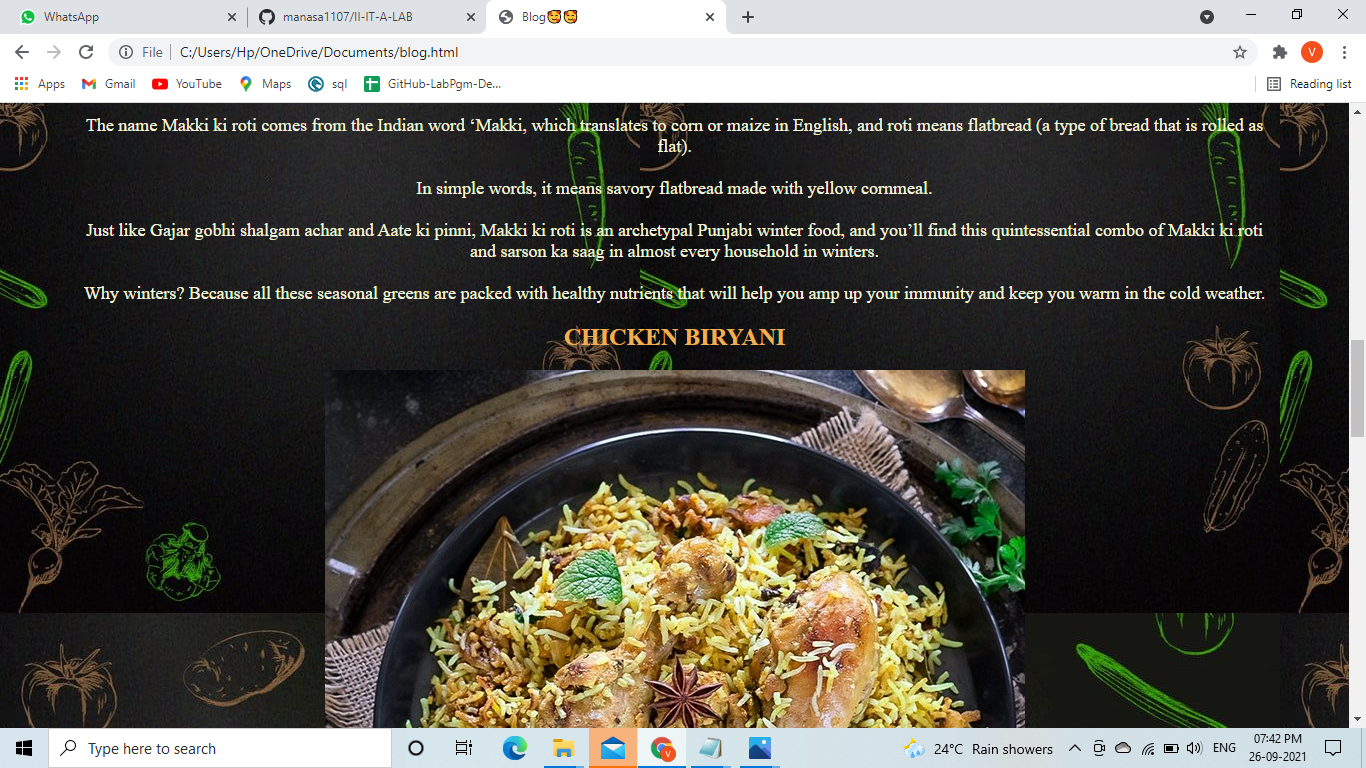 WhatsApp
manasa1107/II-IT-A-LAB
Blog🥰🥰
File
C:/Users/Hp/OneDrive/Documents/blog.html
V
Apps
Gmail
YouTube
Maps
sql
GitHub-LabPgm-De...
Reading list
The name Makki ki roti comes from the Indian word ‘Makki, which translates to corn or maize in English, and roti means flatbread (a type of bread that is rolled as
flat).
In simple words, it means savory flatbread made with yellow cornmeal.
Just like Gajar gobhi shalgam achar and Aate ki pinni, Makki ki roti is an archetypal Punjabi winter food, and you’ll find this quintessential combo of Makki ki roti
and sarson ka saag in almost every household in winters.
Why winters? Because all these seasonal greens are packed with healthy nutrients that will help you amp up your immunity and keep you warm in the cold weather.
CHICKEN BIRYANI
Type here to search
V
24°C Rain showers
ENG
07:42 PM
26-09-2021